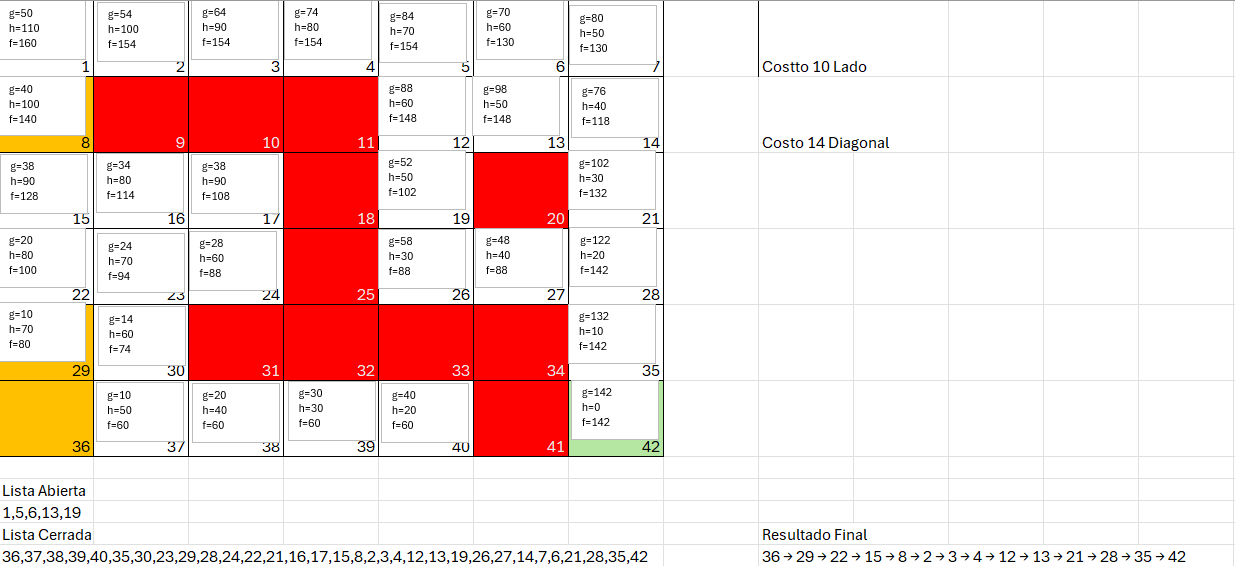 g=50
h=110
f=160
1
g=54
h=100
f=154
2
g=64
h=90
f=154
3
g=74
h=80
f=154
4
g=84
h=70
f=154
5
g=70
h=60
f=130
6
g=80
h=50
f=130
7
Costto 10 Lado
g=40
h=100
f=140
8
9
10
11
g=88
h=60
f=148
12
g=98
h=50
f=148
13
g=76
h=40
f=118
14
Costo 14 Diagonal
g=38
h=90
f=128
15
g=34
h=80
f=114
16
g=38
h=90
f=108
17
18
g=52
h=50
f=102
19
20
g=102
h=30
f=132
21
g=20
h=80
f=100
22
g=24
h=70
f=94
23
g=28
h=60
f=88
24
25
g=58
h=30
f=88
26
g=48
h=40
f=88
27
g=122
h=20
f=142
28
g=10
h=70
f=80
29
g=14
h=60
f=74
30
31
32
33
34
g=132
h=10
f=142
35
36
g=10
h=50
f=60
37
g=20
h=40
f=60
38
g=30
h=30
f=60
39
g=40
h=20
f=60
40
41
g=142
h=0
f=142
42
Lista Abierta
1,5,6,13,19
Lista Cerrada
Resultado Final
36,37,38,39,40,35,30,23,29,28,24,22,21,16,17,15,8,2,3,4,12,13,19,26,27,14,7,6,21,28,35,42
36 → 29 → 22 → 15 → 8 → 2 → 3 → 4 → 12 → 13 → 21 → 28 → 35 → 42